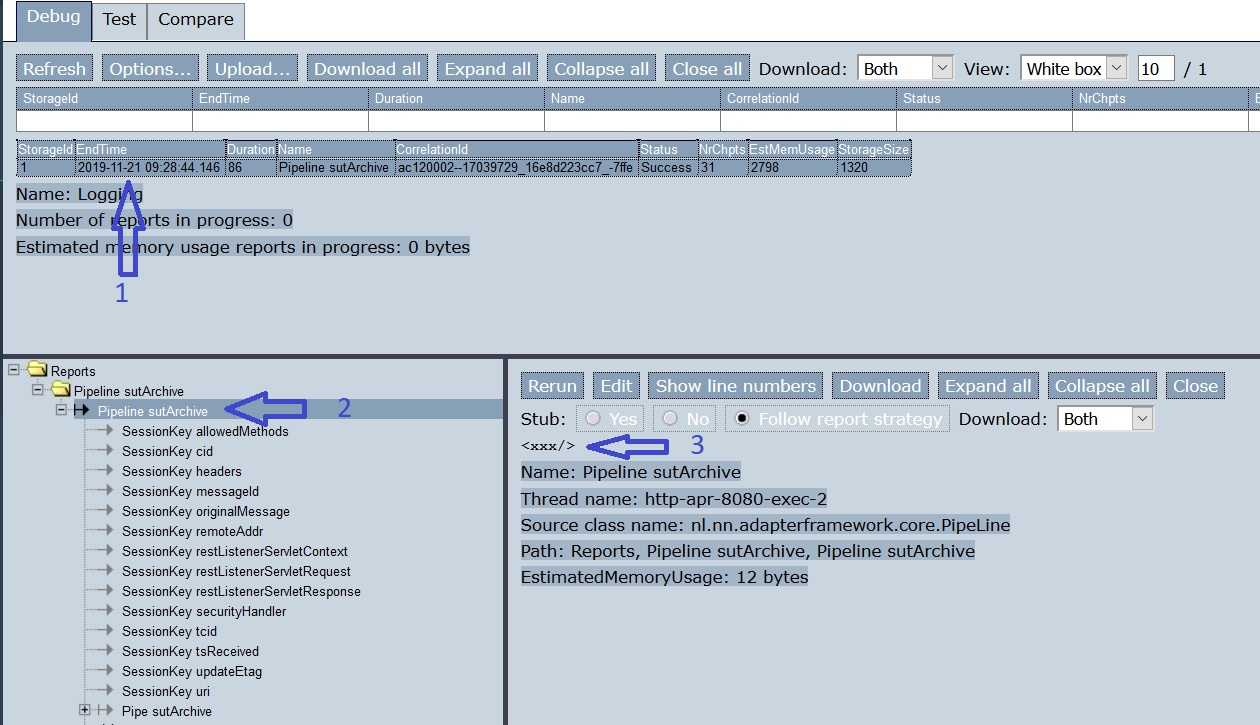 Debug Test Compare
Refresh Options... Upload... Download all Expand all Collapse all Close all Download: Both View: White box 10 / 1
StorageId EndTime Duration Name CorrelationId Status NrChpts E
StorageId EndTime Duration Name CorrelationId Status NrChpts EstMemUsage StorageSize
1 2019-11-21 09:28:44.146 86 Pipeline sutArchive ac120002--17039729_16e8d223cc7_-7ffe Success 31 2798 1320
Name: Logging
Number of reports in progress: 0
Estimated memory usage reports in progress: 0 bytes
1
Reports
Pipeline sutArchive
Pipeline sutArchive 2
SessionKey allowedMethods
SessionKey cid
SessionKey headers
SessionKey messageId
SessionKey originalMessage
SessionKey remoteAddr
SessionKey restListenerServletContext
SessionKey restListenerServletRequest
SessionKey restListenerServletResponse
SessionKey securityHandler
SessionKey tcid
SessionKey tsReceived
SessionKey updateEtag
SessionKey uri
Pipe sutArchive
Rerun Edit Show line numbers Download Expand all Collapse all Close
Stub: Yes No Follow report strategy Download: Both
<xxx/> 3
Name: Pipeline sutArchive
Thread name: http-apr-8080-exec-2
Source class name: nl.nn.adapterframework.core.PipeLine
Path: Reports, Pipeline sutArchive, Pipeline sutArchive
EstimatedMemoryUsage: 12 bytes